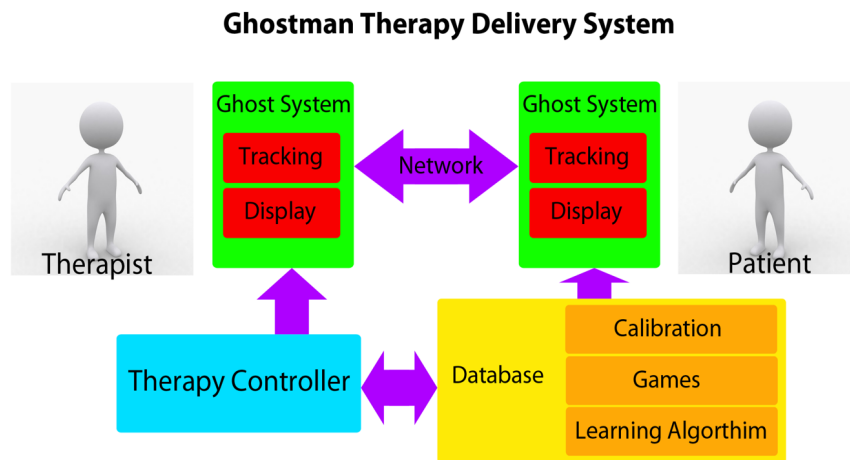 Ghostman Therapy Delivery System
Ghost System
Tracking
Display
Therapist
Network
Ghost System
Tracking
Display
Patient
Therapy Controller
Database
Calibration
Games
Learning Algorthim